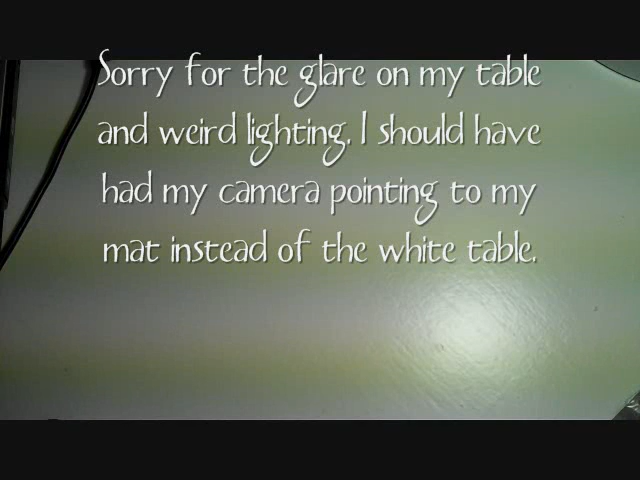 Sorry for the glare on my table
and weird lighting. I should have
had my camera pointing to my
mat instead of the white table.